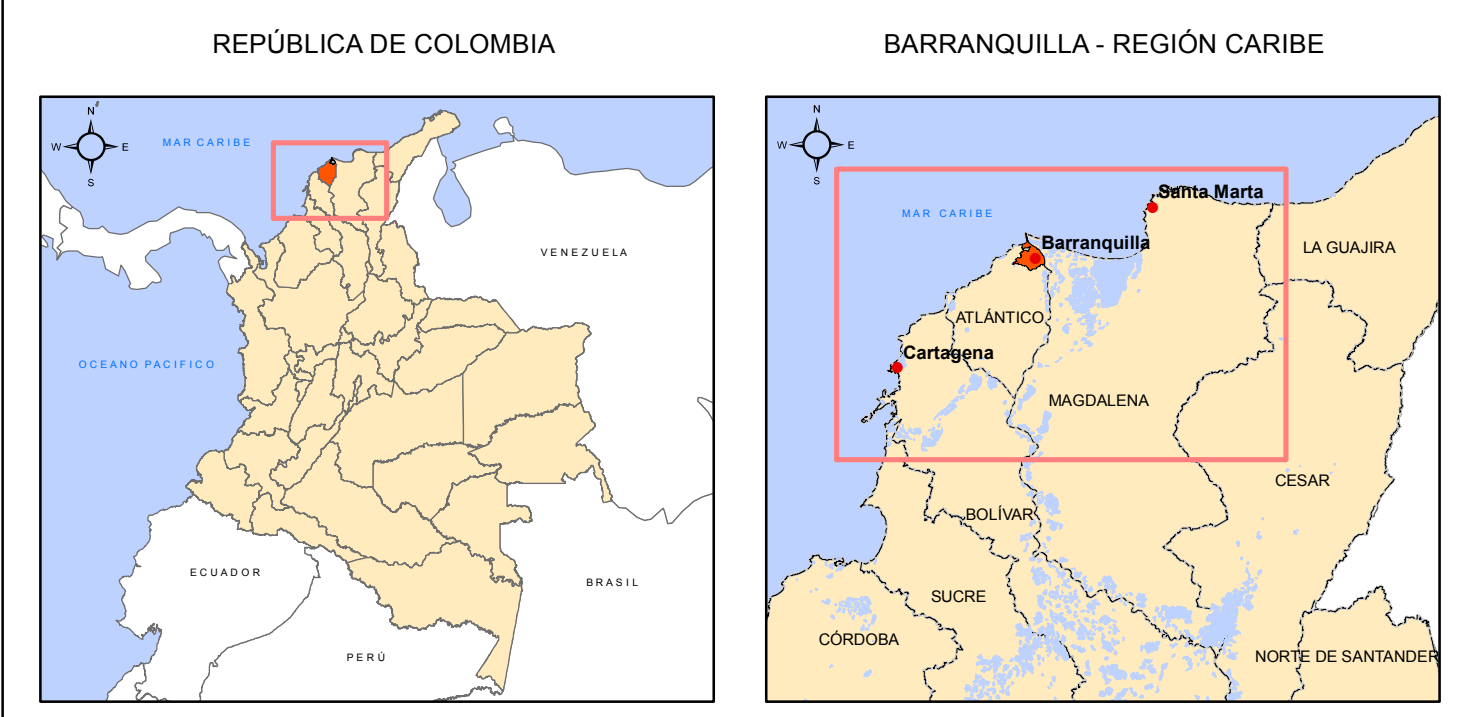 REPÚBLICA DE COLOMBIA
N
W
E
S
MAR CARIBE
VENEZUELA
OCEANO PACIFICO
ECUADOR
BRASIL
PERÚ
BARRANQUILLA - REGIÓN CARIBE
N
W
E
S
Santa Marta
MAR CARIBE
Barranquilla
LA GUAJIRA
ATLÁNTICO
Cartagena
MAGDALENA
CESAR
BOLÍVAR
SUCRE
CÓRDOBA
NORTE DE SANTANDER